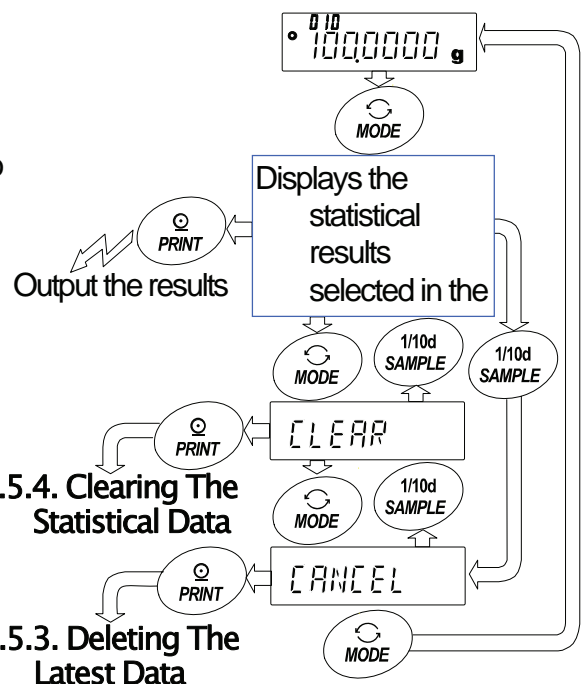 010
100.0000 g
MODE
Displays the
statistical
results
selected in the
PRINT
Output the results
MODE
1/10d
SAMPLE
1/10d
SAMPLE
PRINT
CLEAR
.5.4. Clearing The
Statistical Data
MODE
1/10d
SAMPLE
PRINT
CANCEL
.5.3. Deleting The
Latest Data
MODE